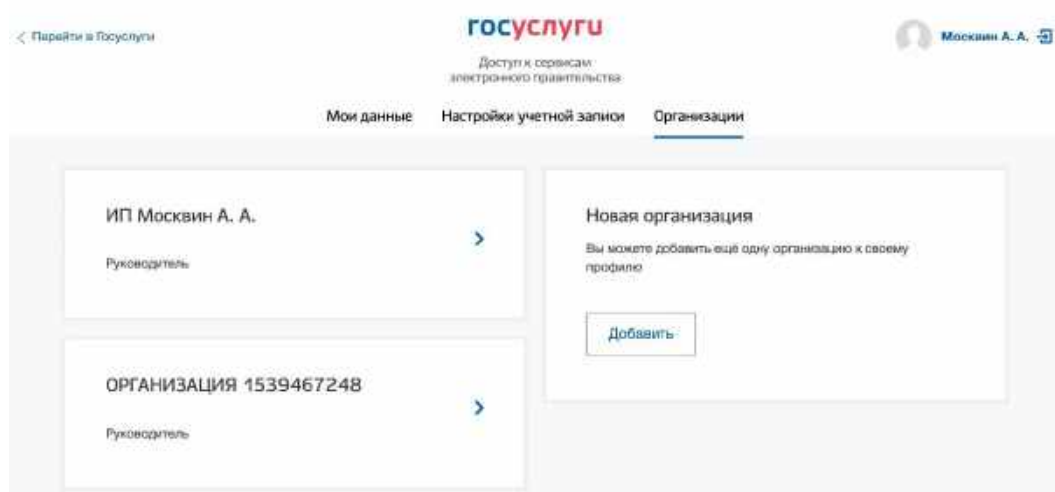 Перейти в Госуслуги
госуслуги
Москвин А. А.
Доступ к сервисам
электронного правительства
Мои данные Настройки учетной записи Организации
ИП Москвин А. А.
Руководитель
Новая организация
Вы можете добавить ещё одну организацию к своему
профилю
Добавить
ОРГАНИЗАЦИЯ 1539467248
Руководитель